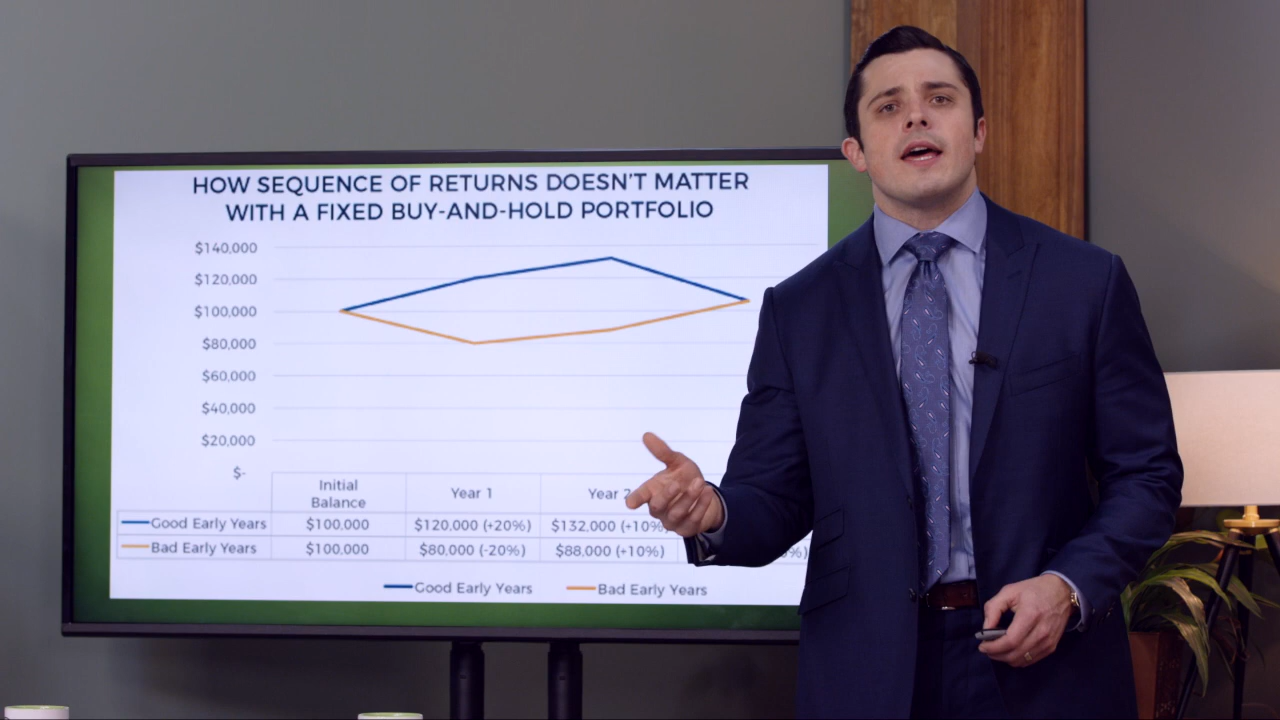 HOW SEQUENCE OF RETURNS DOESN'T MATTER
WITH A FIXED BUY-AND-HOLD PORTFOLIO
$140,000
$120,000
$100,000
$80,000
$60,000
$40,000
$20,000
$-
Initial Balance Year 1 Year 2
Good Early Years $100,000 $120,000 (+20%) $132,000 (+10%
Bad Early Years $100,000 $80,000 (-20%) $88,000 (+10%) %)
Good Early Years Bad Early Years